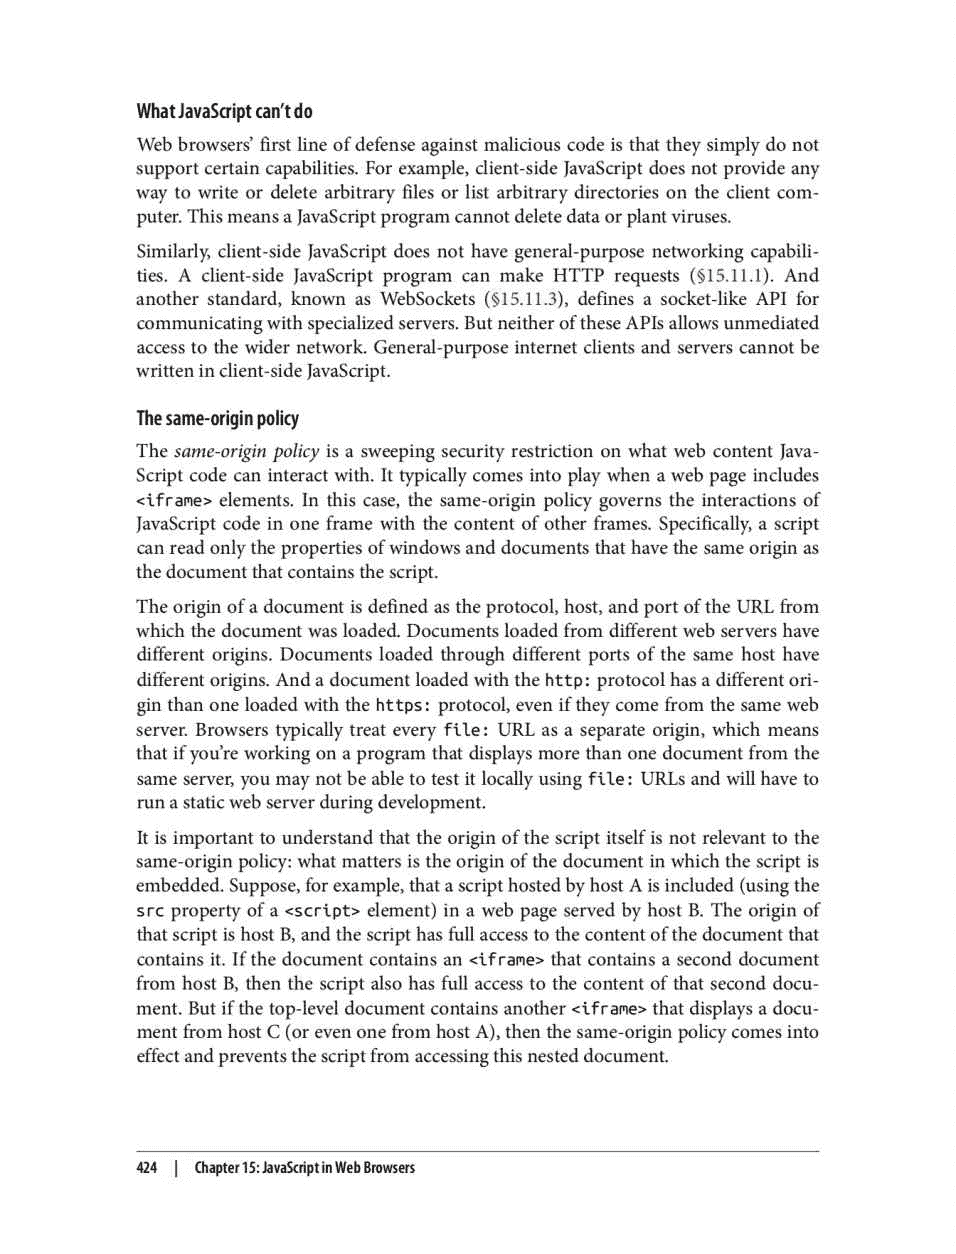 What JavaScript can’t do
Web browsers’ first line of defense against malicious code is that they simply do not
support certain capabilities. For example, client-side JavaScript does not provide any
way to write or delete arbitrary files or list arbitrary directories on the client com-
puter. This means a JavaScript program cannot delete data or plant viruses.
Similarly, client-side JavaScript does not have general-purpose networking capabili-
ties. A client-side JavaScript program can make HTTP requests (§15.11.1). And
another standard, known as WebSockets (§15.11.3), defines a socket-like API for
communicating with specialized servers. But neither of these APIs allows unmediated
access to the wider network. General-purpose internet clients and servers cannot be
written in client-side JavaScript.
The same-origin policy
The same-origin policy is a sweeping security restriction on what web content Java-
Script code can interact with. It typically comes into play when a web page includes
<iframe> elements. In this case, the same-origin policy governs the interactions of
JavaScript code in one frame with the content of other frames. Specifically, a script
can read only the properties of windows and documents that have the same origin as
the document that contains the script.
The origin of a document is defined as the protocol, host, and port of the URL from
which the document was loaded. Documents loaded from different web servers have
different origins. Documents loaded through different ports of the same host have
different origins. And a document loaded with the http: protocol has a different ori-
gin than one loaded with the https: protocol, even if they come from the same web
server. Browsers typically treat every file: URL as a separate origin, which means
that if you’re working on a program that displays more than one document from the
same server, you may not be able to test it locally using file: URLs and will have to
run a static web server during development.
It is important to understand that the origin of the script itself is not relevant to the
same-origin policy: what matters is the origin of the document in which the script is
embedded. Suppose, for example, that a script hosted by host A is included (using the
src property of a <script> element) in a web page served by host B. The origin of
that script is host B, and the script has full access to the content of the document that
contains it. If the document contains an <iframe> that contains a second document
from host B, then the script also has full access to the content of that second docu-
ment. But if the top-level document contains another <iframe> that displays a docu-
ment from host C (or even one from host A), then the same-origin policy comes into
effect and prevents the script from accessing this nested document.
424 | Chapter 15: JavaScript in Web Browsers